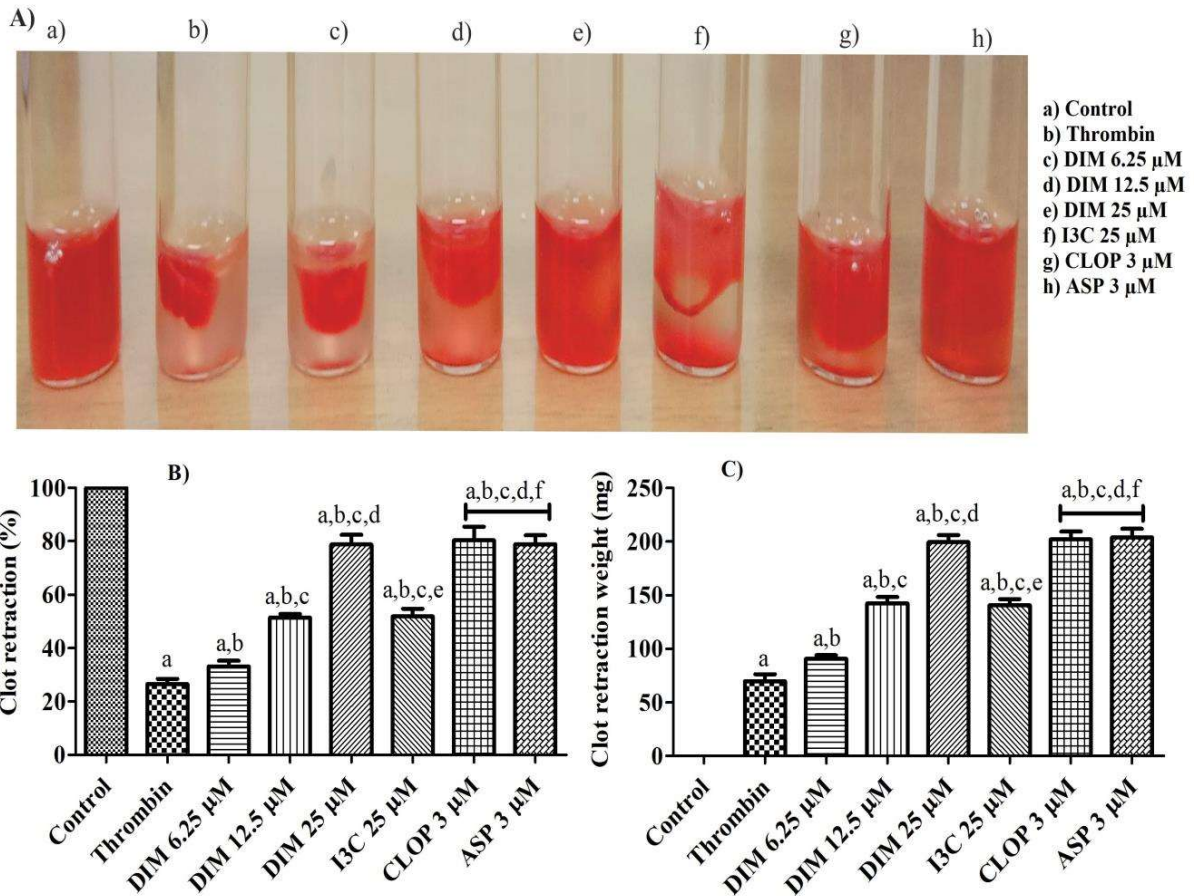 A)
a) b) c) d) e) f) g) h)
a) Control
b) Thrombin
c) DIM 6.25 µM
d) DIM 12.5 µM
e) DIM 25 µM
f) I3C 25 µM
g) CLOP 3 µM
h) ASP 3 µM
B)
Clot retraction (%)
100
80
60
40
20
0
a
a,b
a,b,c
a,b,c,d
a,b,c,e
a,b,c,d,f
Control
Thrombin
DIM 6.25 µM
DIM 12.5 µM
DIM 25 µM
I3C 25 µM
CLOP 3 µM
ASP 3 µM
C)
Clot retraction weight (mg)
250
200
150
100
50
0
a
a,b
a,b,c
a,b,c,d
a,b,c,e
a,b,c,d,f
Control
Thrombin
DIM 6.25 µM
DIM 12.5 µM
DIM 25 µM
I3C 25 µM
CLOP 3 µM
ASP 3 µM